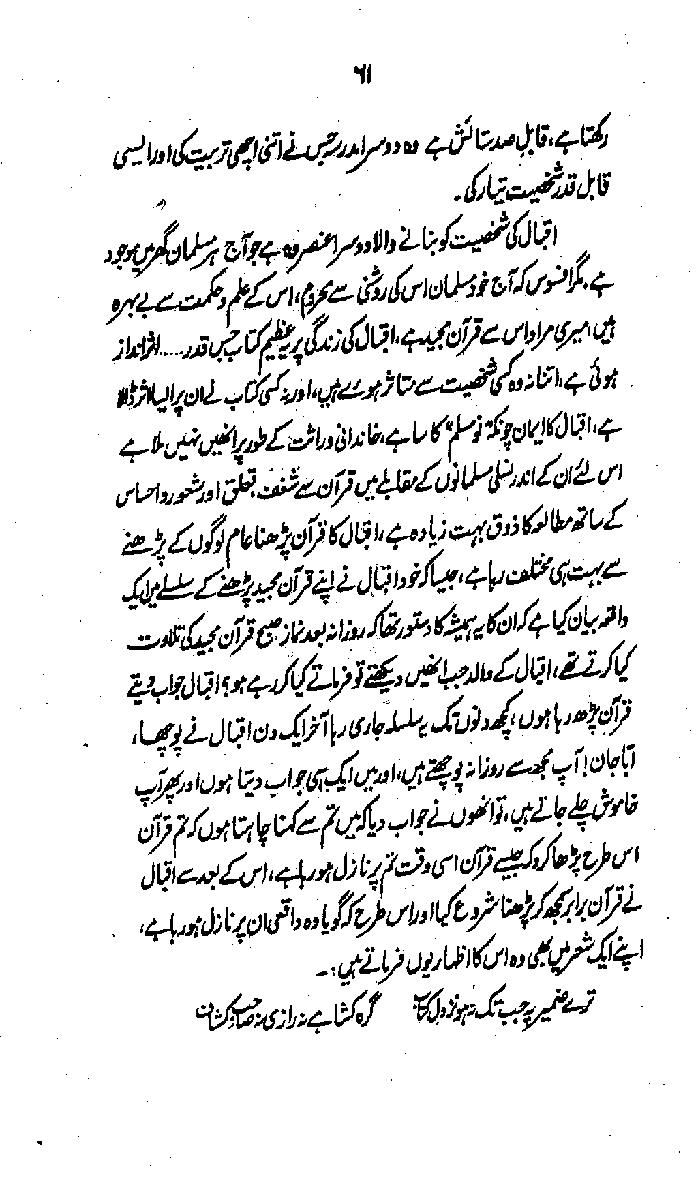 ۶۱
رکھتا ہے، قابلِ صد ستائش ہے وہ دوسرا مدرسہ جس نے اتنی اچھی تربیت کی اور ایسی
قابل قدر شخصیت تیار کی۔
اقبال کی شخصیت کو بنانے والا دوسرا عنصر وہ ہے جو آج ہر مسلمان گھر میں موجود
ہے، مگر افسوس کہ آج خود مسلمان اس کی روشنی سے محروم، اس کے علم و حکمت سے بے بہرہ
ہیں، میری مراد اس سے قرآن مجید ہے، اقبال کی زندگی پر یہ عظیم کتاب جس قدر ..... اثر انداز
ہوئی ہے، اتنا نہ وہ کسی شخصیت سے متاثر ہوئے ہیں، اور نہ کسی کتاب نے ان پر ایسا اثر ڈالا
ہے، اقبال کا ایمان چونکہ "نو مسلم" کا سا ہے، خاندانی وراثت کے طور پر انھیں نہیں ملا ہے
اس لئے ان کے اندر نسلی مسلمانوں کے مقابلے میں قرآن سے شغف، تعلق اور شعور و احساس
کے ساتھ مطالعہ کا ذوق بہت زیادہ ہے، اقبال کا قرآن پڑھنا عام لوگوں کے پڑھنے
سے بہت ہی مختلف رہا ہے، جیسا کہ خود اقبال نے اپنے قرآن مجید پڑھنے کے سلسلے میں ایک
واقعہ بیان کیا ہے کہ ان کا یہ ہمیشہ کا دستور تھا کہ روزانہ بعد نماز صبح قرآن مجید کی تلاوت
کیا کرتے تھے، اقبال کے والد جب انھیں دیکھتے تو فرماتے کیا کر رہے ہو؟ اقبال جواب دیتے
قرآن پڑھ رہا ہوں، کچھ دنوں تک یہ سلسلہ جاری رہا آخر ایک دن اقبال نے پوچھا،
ابا جان! آپ مجھ سے روزانہ پوچھتے ہیں، اور میں ایک ہی جواب دیتا ہوں اور پھر آپ
خاموش چلے جاتے ہیں، تو انھوں نے جواب دیا کہ میں تم سے کہنا چاہتا ہوں کہ تم قرآن
اس طرح پڑھا کرو کہ جیسے قرآن اسی وقت تم پر نازل ہو رہا ہے، اس کے بعد سے اقبال
نے قرآن برابر سمجھ کر پڑھنا شروع کیا اور اس طرح کہ گویا وہ واقعی ان پر نازل ہو رہا ہے،
اپنے ایک شعر میں بھی وہ اس کا اظہار یوں فرماتے ہیں:۔
ترے ضمیر پہ جب تک نہ ہو نزول کتاب گرہ کشا ہے نہ رازی نہ صاحب کشاف